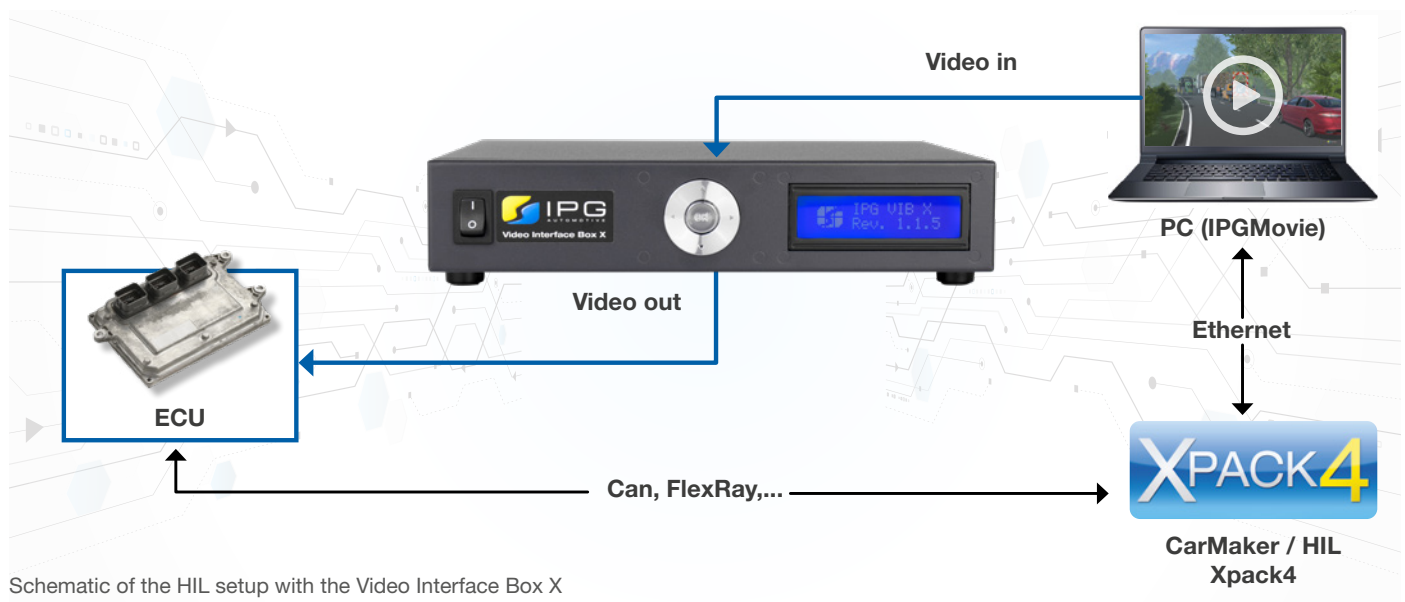 Video in
IPG
AUTOMOTIVE
Video Interface Box X
I
O
OK
IPG VIB X
Rev. 1.1.5
PC (IPGMovie)
Video out
Ethernet
ECU
XPACK4
Can, FlexRay,...
CarMaker / HIL
Xpack4
Schematic of the HIL setup with the Video Interface Box X